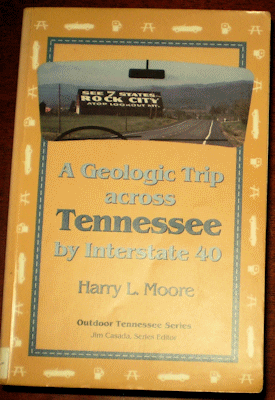 SEE 7 STATES
ROCK CITY
ATOP LOOKOUT MT.
A Geologic Trip
across
Tennessee
by Interstate 40
Harry L. Moore
Outdoor Tennessee Series
Jim Casada, Series Editor